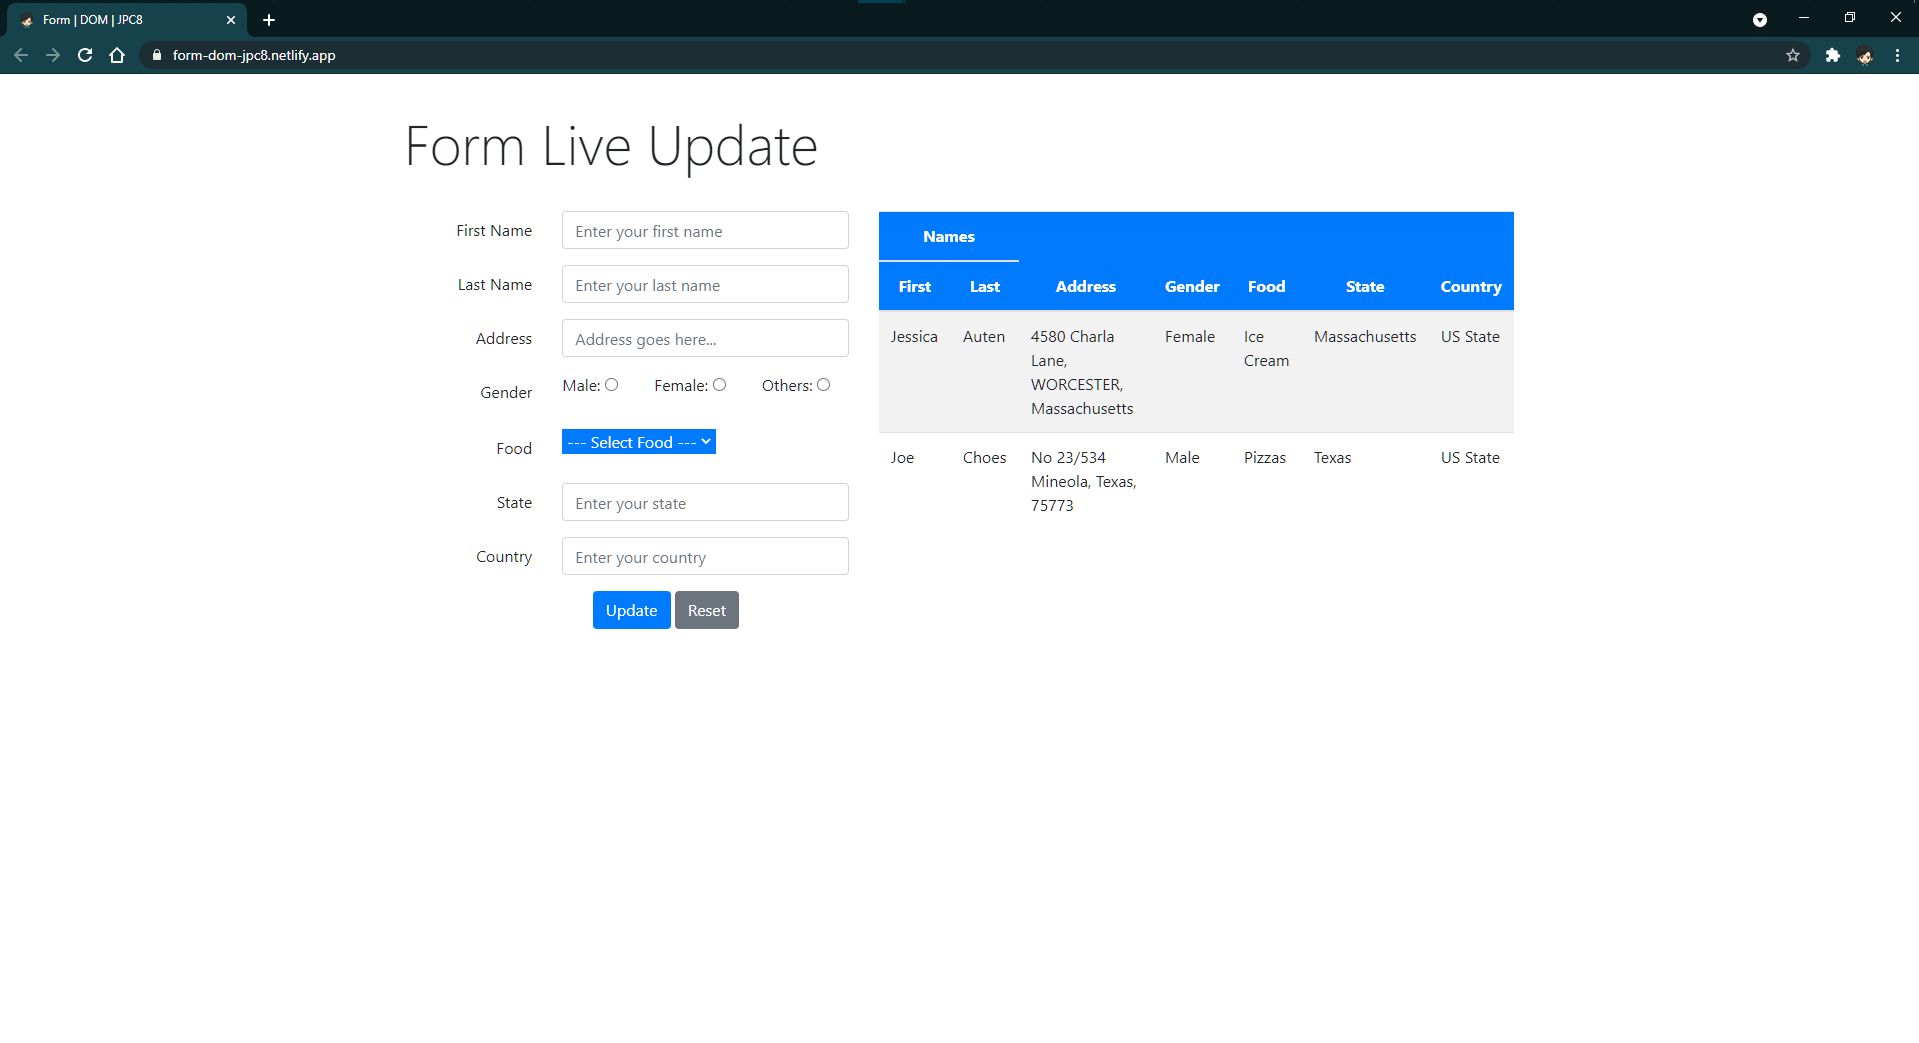 Form | DOM | JPC8
form-dom-jpc8.netlify.app
Form Live Update
First Name
Enter your first name
Last Name
Enter your last name
Address
Address goes here...
Gender
Male:
Female:
Others:
Food
--- Select Food ---
State
Enter your state
Country
Enter your country
Update
Reset
Names
First Last Address Gender Food State Country
Jessica Auten 4580 Charla Female Ice Massachusetts US State
Lane, Cream
WORCESTER,
Massachusetts
Joe Choes No 23/534 Male Pizzas Texas US State
Mineola, Texas,
75773